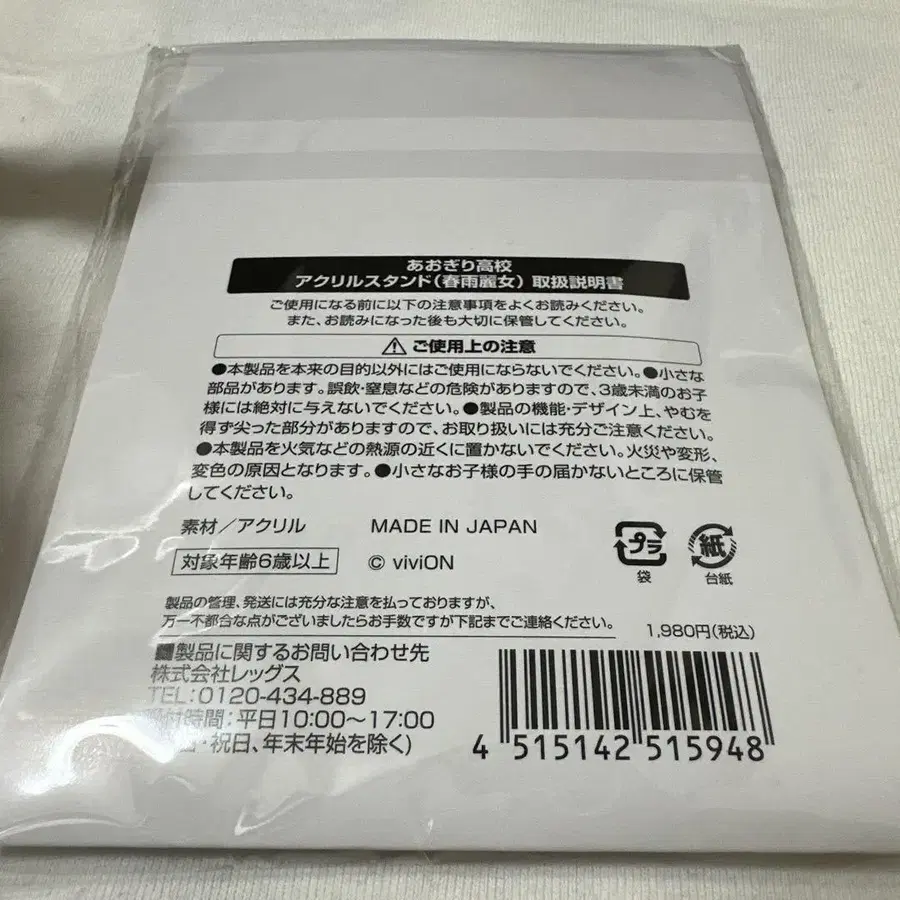 あおぎり高校
アクリルスタンド(春雨麗女) 取扱説明書
ご使用になる前に以下の注意事項をよくお読みください。
また、お読みになった後も大切に保管してください。
ご使用上の注意
●本製品を本来の目的以外にはご使用にならないでください。●小さな
部品があります。誤飲・窒息などの危険がありますので、3歳未満のお子
様には絶対に与えないでください。●製品の機能・デザイン上、やむを
得ず尖った部分がありますので、お取り扱いには充分ご注意ください。
●本製品を火気などの熱源の近くに置かないでください。火災や変形、
変色の原因となります。●小さなお子様の手の届かないところに保管
してください。
素材/アクリル MADE IN JAPAN
対象年齢6歳以上 © viviON
プラ 紙
袋 台紙
製品の管理、発送には充分な注意を払っておりますが、
万一不都合な点がございましたらお手数ですが下記までご連絡ください。
1,980円(税込)
■製品に関するお問い合わせ先
株式会社レッグス
TEL:0120-434-889
付時間:平日10:00〜17:00
・祝日、年末年始を除く)
4 515142 515948